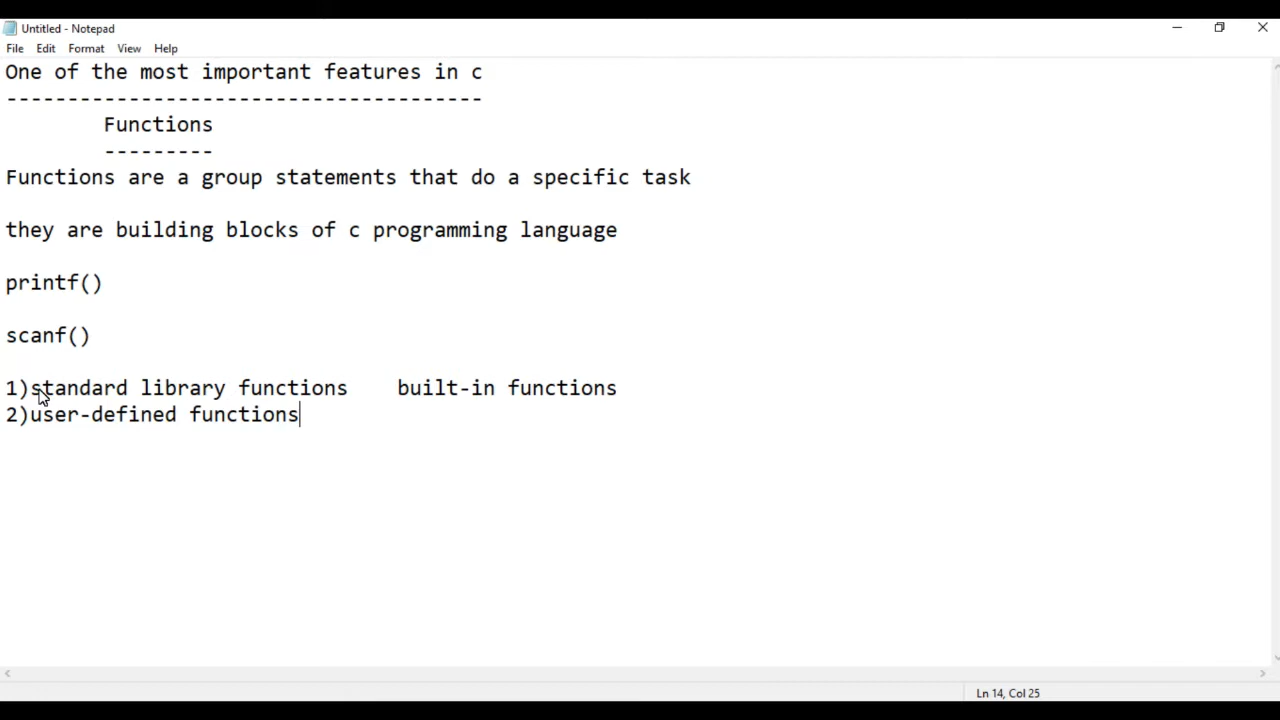 Untitled - Notepad
File Edit Format View Help
One of the most important features in c
---------------------------------------
Functions
---------
Functions are a group statements that do a specific task
they are building blocks of c programming language
printf()
scanf()
1)standard library functions    built-in functions
2)user-defined functions
Ln 14, Col 25